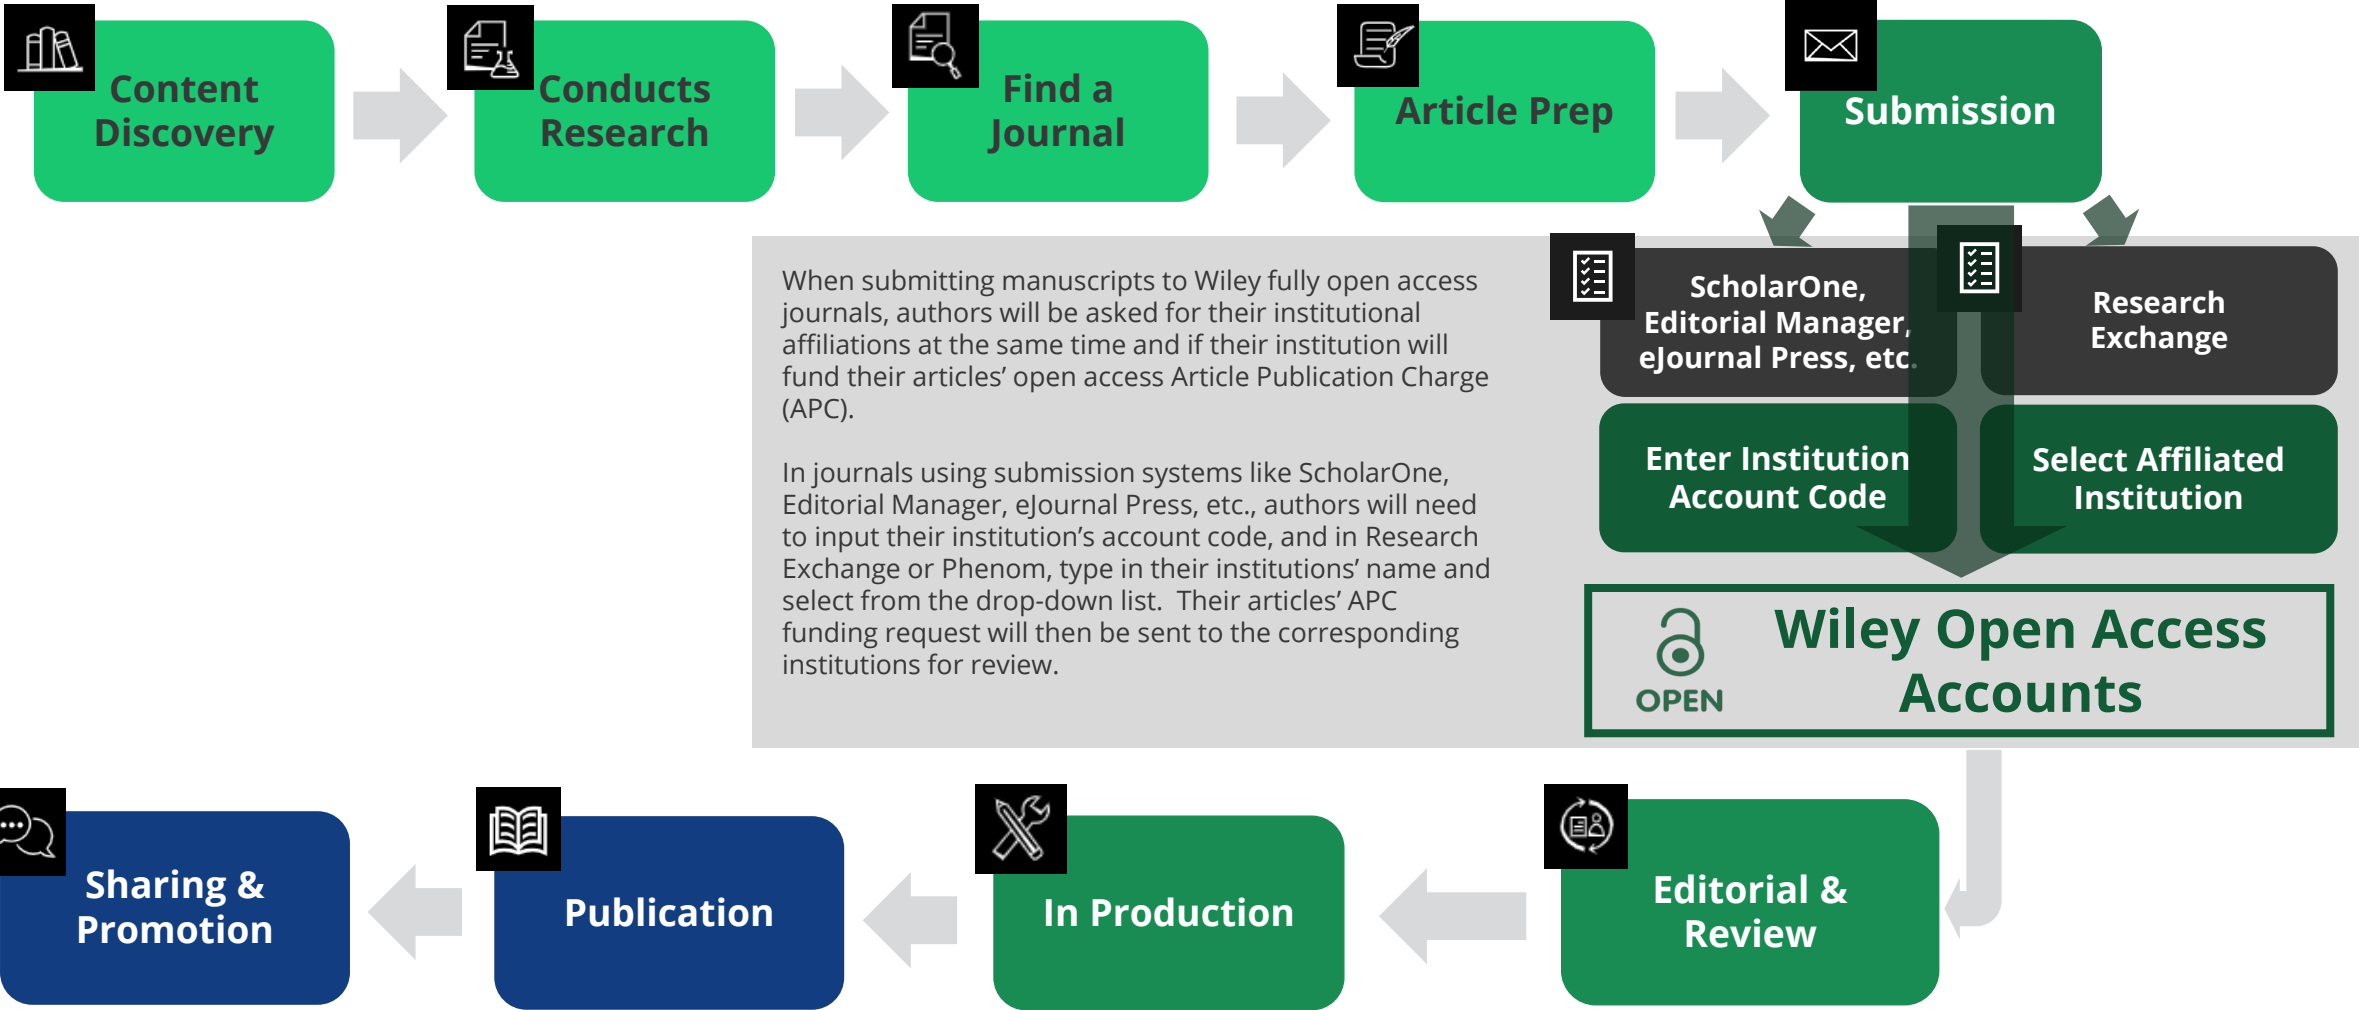 Content
Discovery
Conducts
Research
Find a
Journal
Article Prep
Submission
When submitting manuscripts to Wiley fully open access
journals, authors will be asked for their institutional
affiliations at the same time and if their institution will
fund their articles’ open access Article Publication Charge
(APC).
In journals using submission systems like ScholarOne,
Editorial Manager, eJournal Press, etc., authors will need
to input their institution’s account code, and in Research
Exchange or Phenom, type in their institutions’ name and
select from the drop-down list.  Their articles’ APC
funding request will then be sent to the corresponding
institutions for review.
ScholarOne,
Editorial Manager,
eJournal Press, etc.
Research
Exchange
Enter Institution
Account Code
Select Affiliated
Institution
OPEN
Wiley Open Access
Accounts
Sharing &
Promotion
Publication
In Production
Editorial &
Review